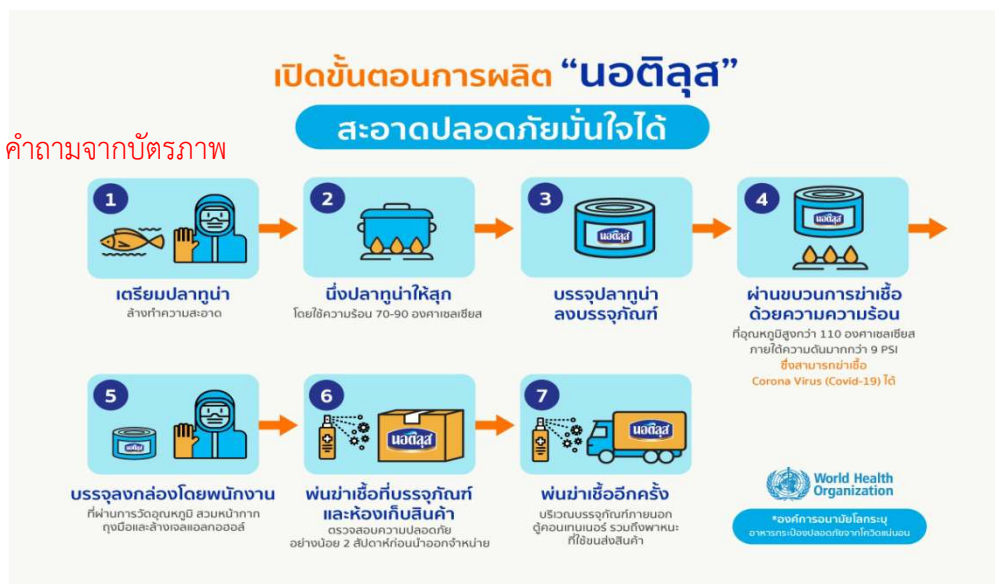 เปิดขั้นตอนการผลิต “นอติลุส”
สะอาดปลอดภัยมั่นใจได้
คำถามจากบัตรภาพ
1
เตรียมปลาทูน่า
ล้างทำความสะอาด
2
นึ่งปลาทูน่าให้สุก
โดยใช้ความร้อน 70-90 องศาเซลเซียส
3
นอติลุส
บรรจุปลาทูน่า
ลงบรรจุภัณฑ์
4
นอติลุส
ผ่านขบวนการฆ่าเชื้อ
ด้วยความความร้อน
ที่อุณหภูมิสูงกว่า 110 องศาเซลเซียส
ภายใต้ความดันมากกว่า 9 PSI
ซึ่งสามารถฆ่าเชื้อ
Corona Virus (Covid-19) ได้
5
นอติลุส
บรรจุลงกล่องโดยพนักงาน
ที่ผ่านการวัดอุณหภูมิ สวมหน้ากาก
ถุงมือและล้างเจลแอลกอฮอล์
6
นอติลุส
พ่นฆ่าเชื้อที่บรรจุภัณฑ์
และห้องเก็บสินค้า
ตรวจสอบความปลอดภัย
อย่างน้อย 2 สัปดาห์ก่อนนำออกจำหน่าย
7
นอติลุส
พ่นฆ่าเชื้ออีกครั้ง
บริเวณบรรจุภัณฑ์ภายนอก
ตู้คอนเทนเนอร์ รวมถึงพาหนะ
ที่ใช้ขนส่งสินค้า
World Health
Organization
*องค์การอนามัยโลกระบุ
อาหารกระป๋องปลอดภัยจากโควิดแน่นอน